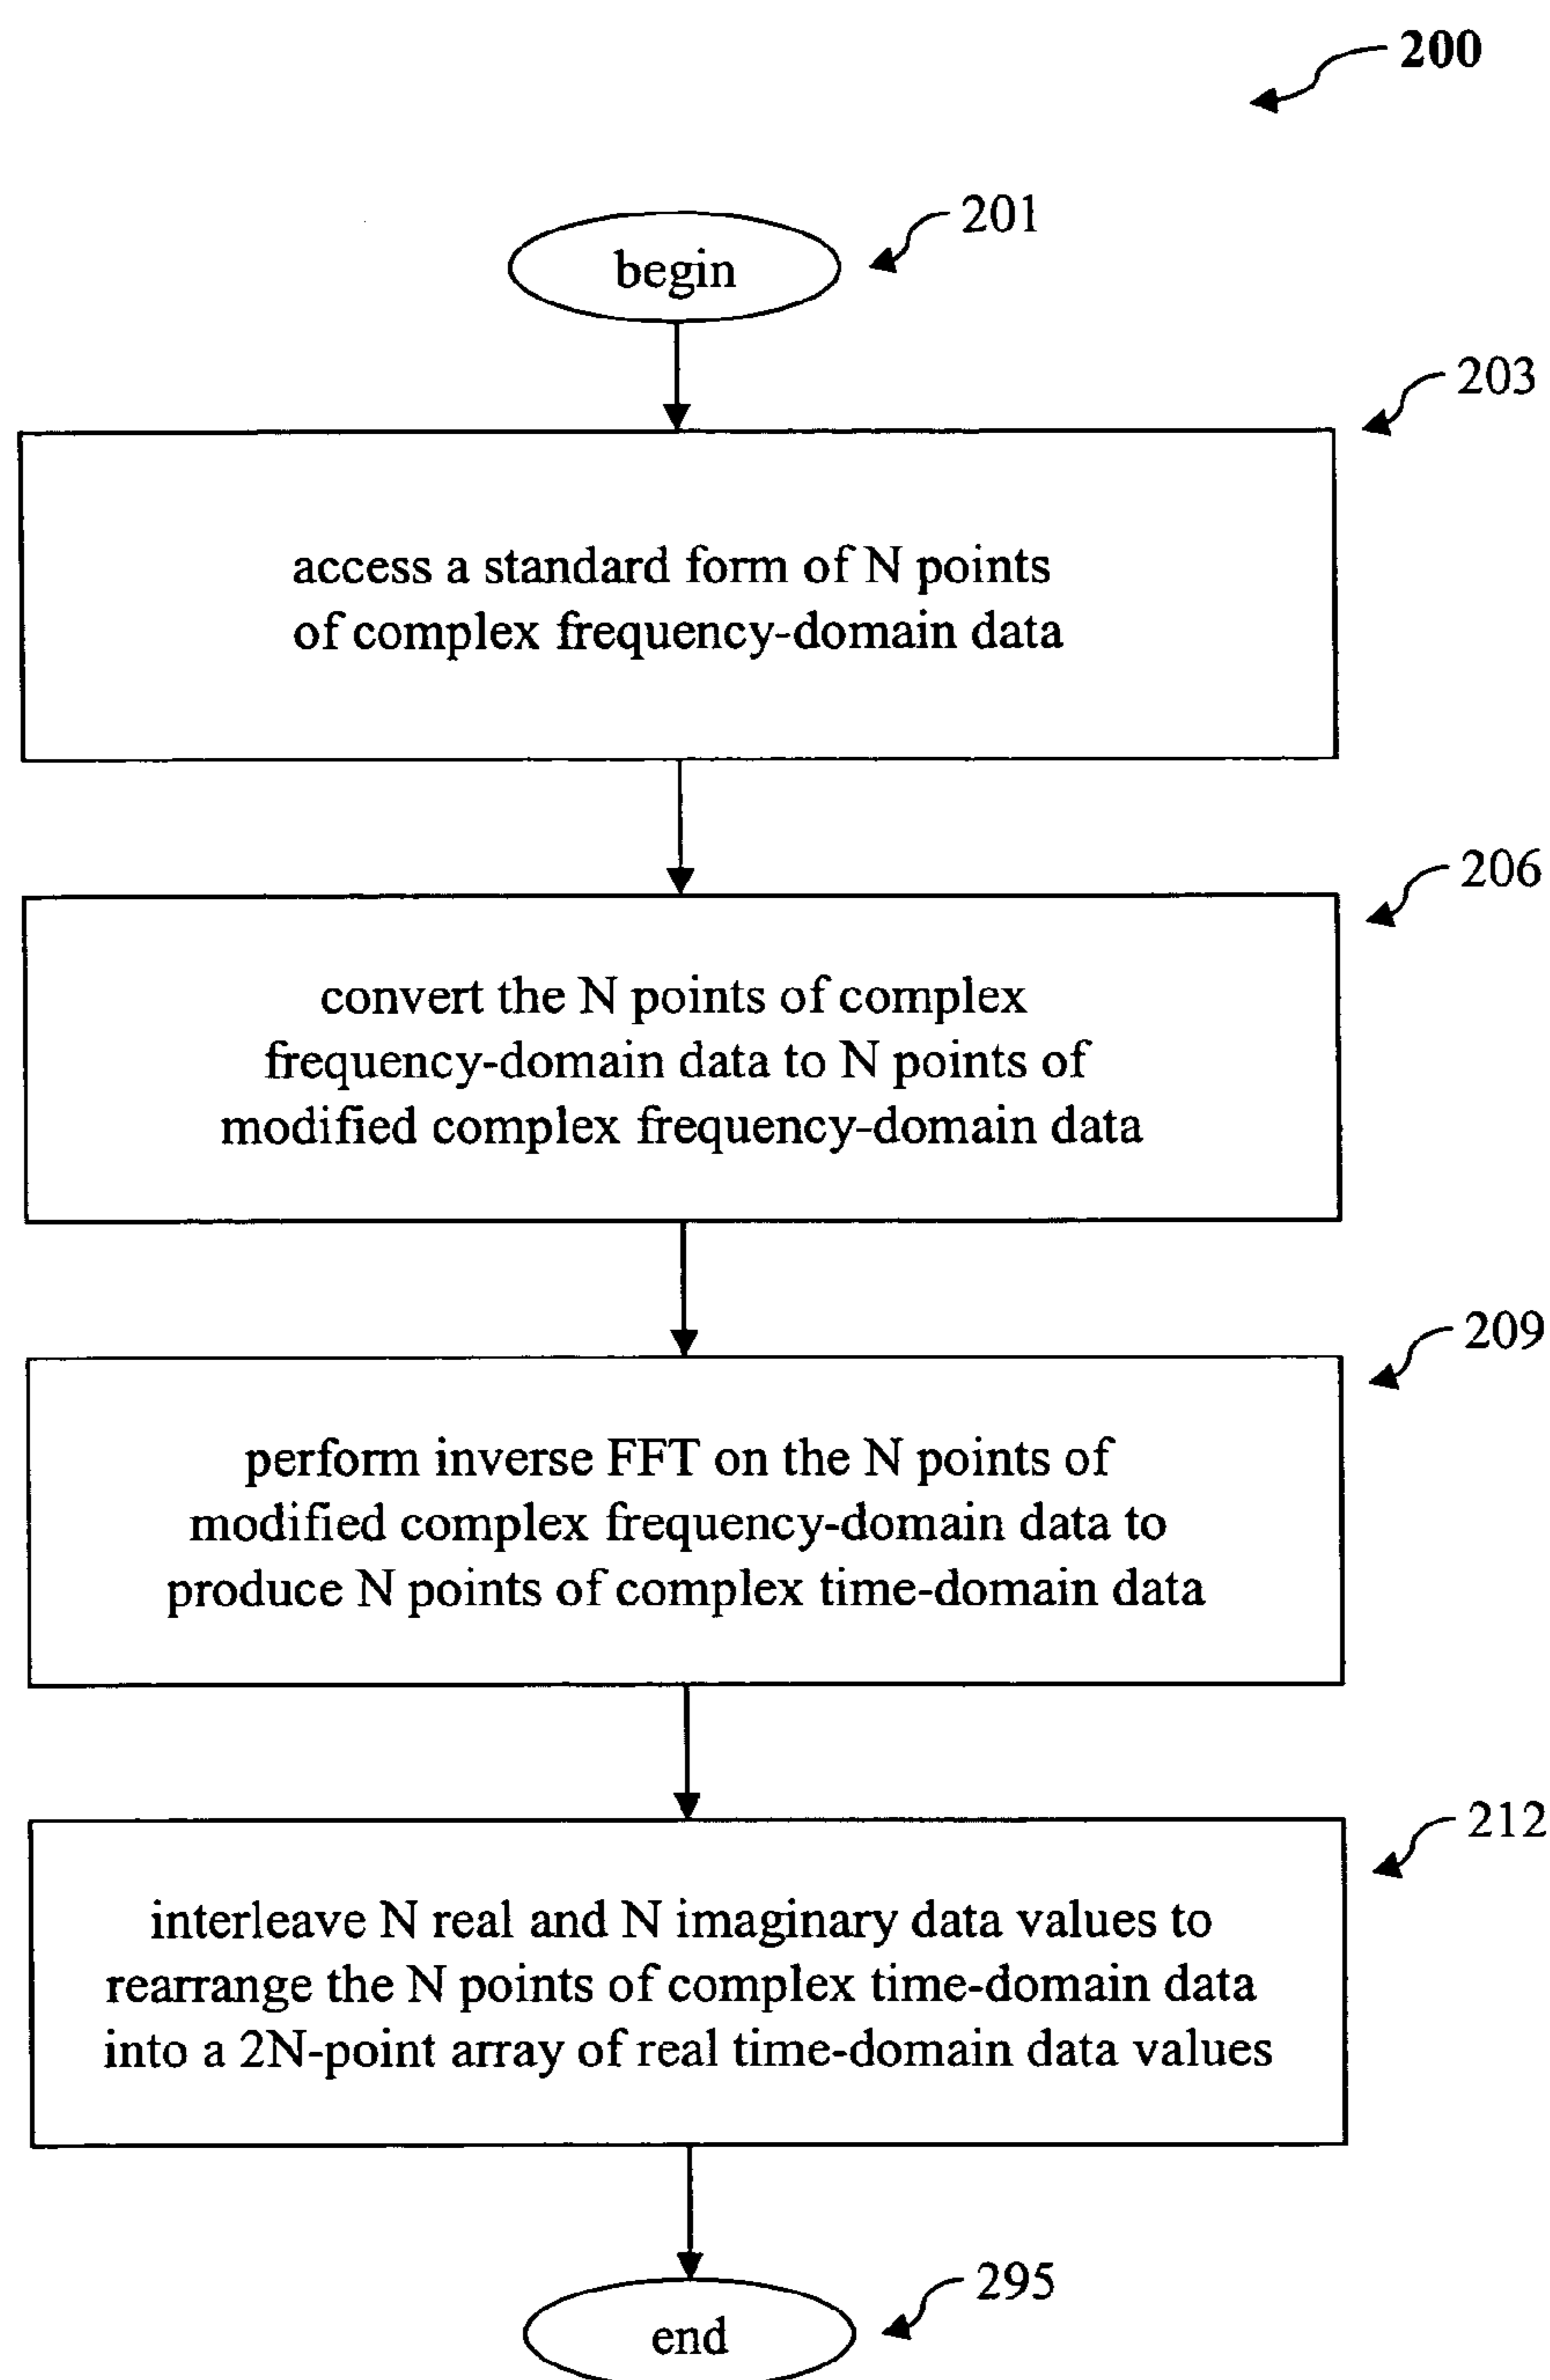 200
201
begin
203
access a standard form of N points
of complex frequency-domain data
206
convert the N points of complex
frequency-domain data to N points of
modified complex frequency-domain data
209
perform inverse FFT on the N points of
modified complex frequency-domain data to
produce N points of complex time-domain data
212
interleave N real and N imaginary data values to
rearrange the N points of complex time-domain data
into a 2N-point array of real time-domain data values
295
end